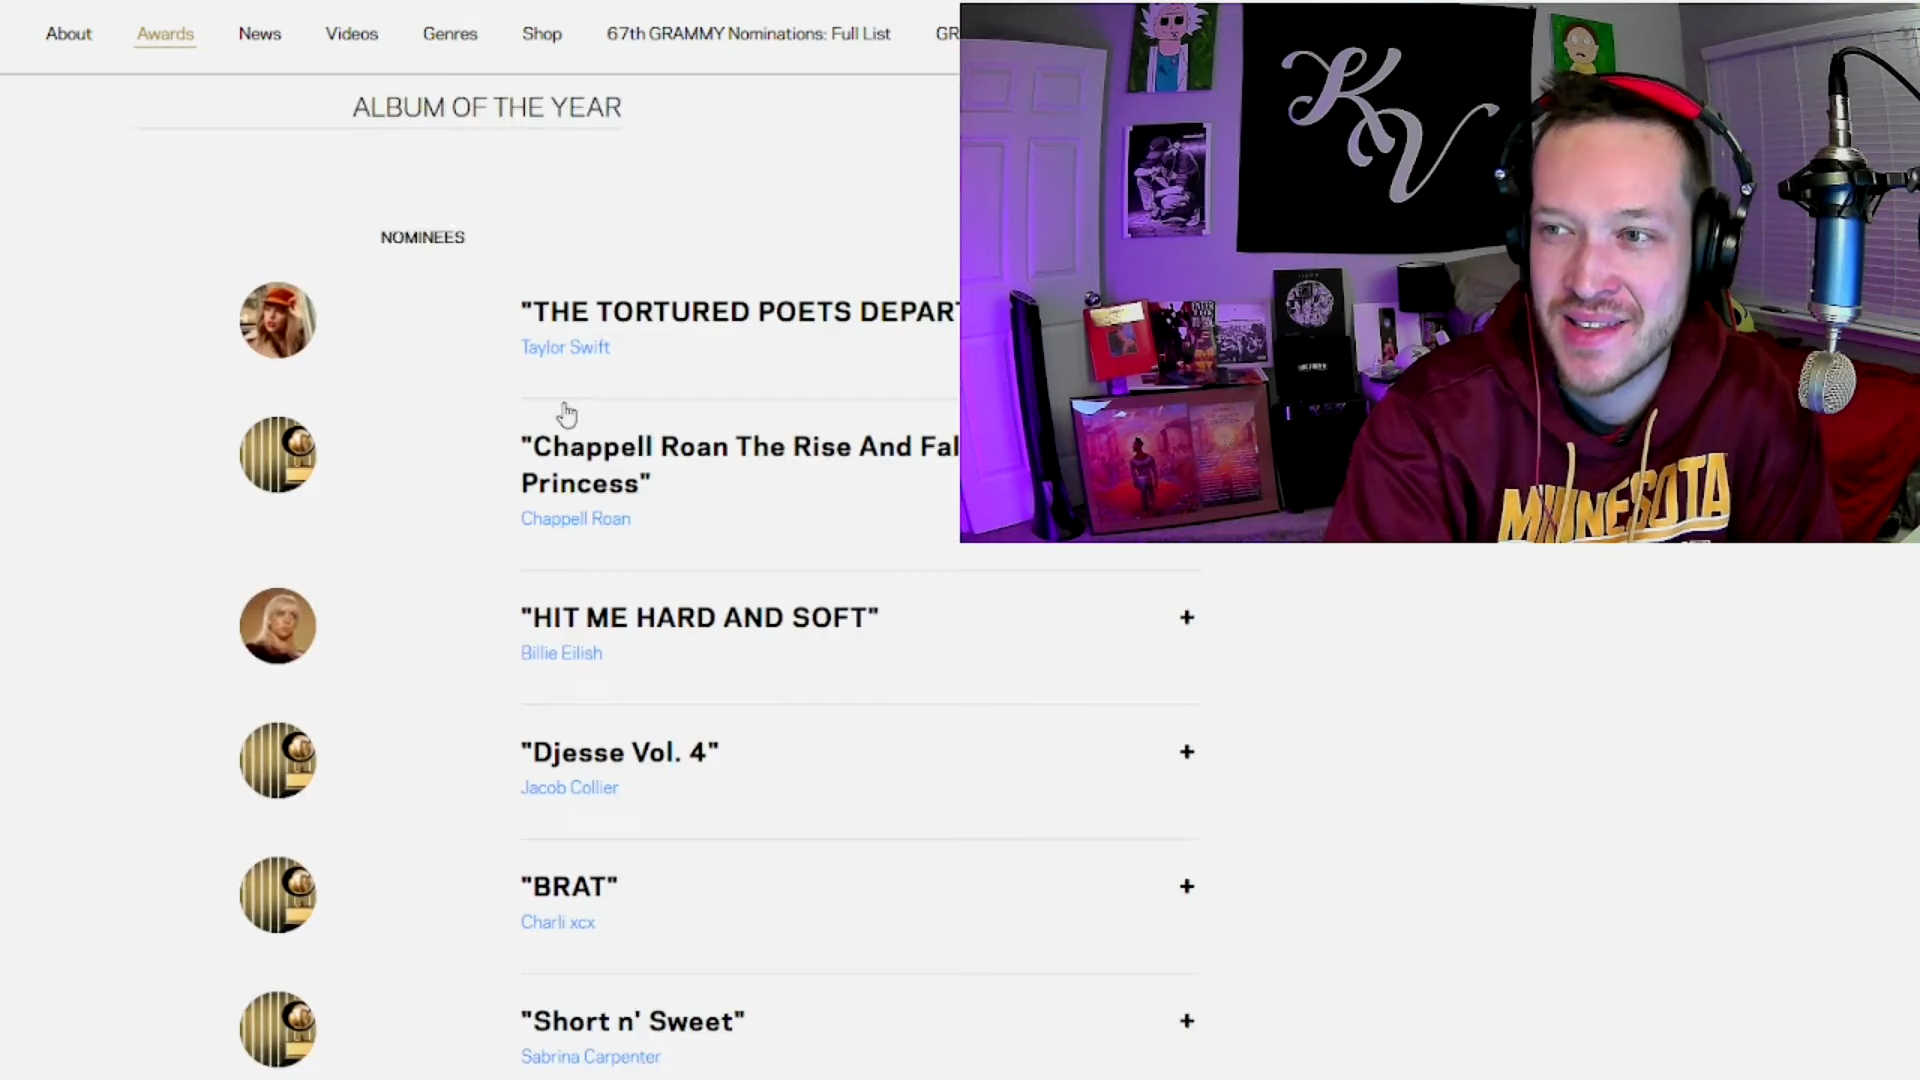 About Awards News Videos Genres Shop 67th GRAMMY Nominations: Full List GR
ALBUM OF THE YEAR
NOMINEES
"THE TORTURED POETS DEPART
Taylor Swift
"Chappell Roan The Rise And Fal
Princess"
Chappell Roan
"HIT ME HARD AND SOFT"
Billie Eilish
"Djesse Vol. 4"
Jacob Collier
"BRAT"
Charli xcx
"Short n' Sweet"
Sabrina Carpenter
KV
MINNESOTA